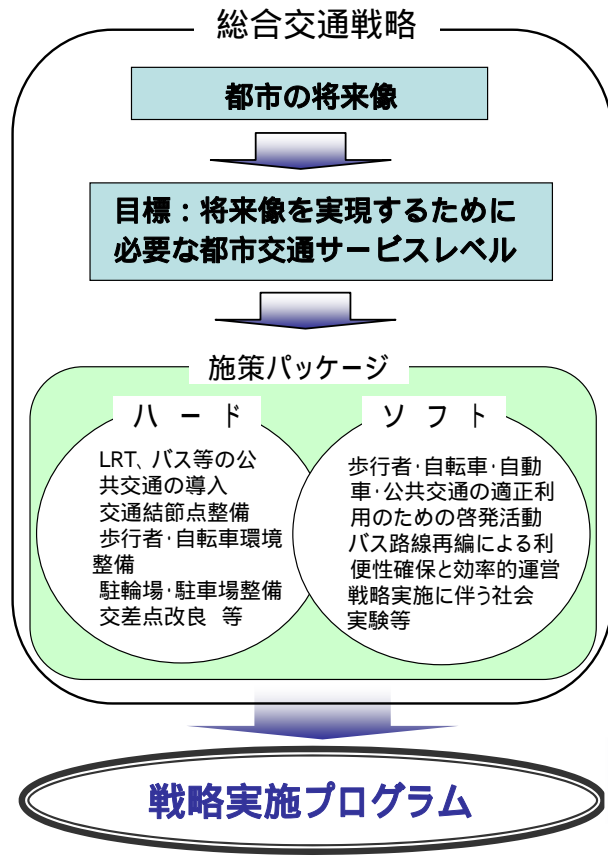 総合交通戦略
都市の将来像
目標：将来像を実現するために
必要な都市交通サービスレベル
施策パッケージ
ハード
LRT、バス等の公
共交通の導入
交通結節点整備
歩行者・自転車環境
整備
駐輪場・駐車場整備
交差点改良 等
ソフト
歩行者・自転車・自動
車・公共交通の適正利
用のための啓発活動
バス路線再編による利
便性確保と効率的運営
戦略実施に伴う社会
実験等
戦略実施プログラム